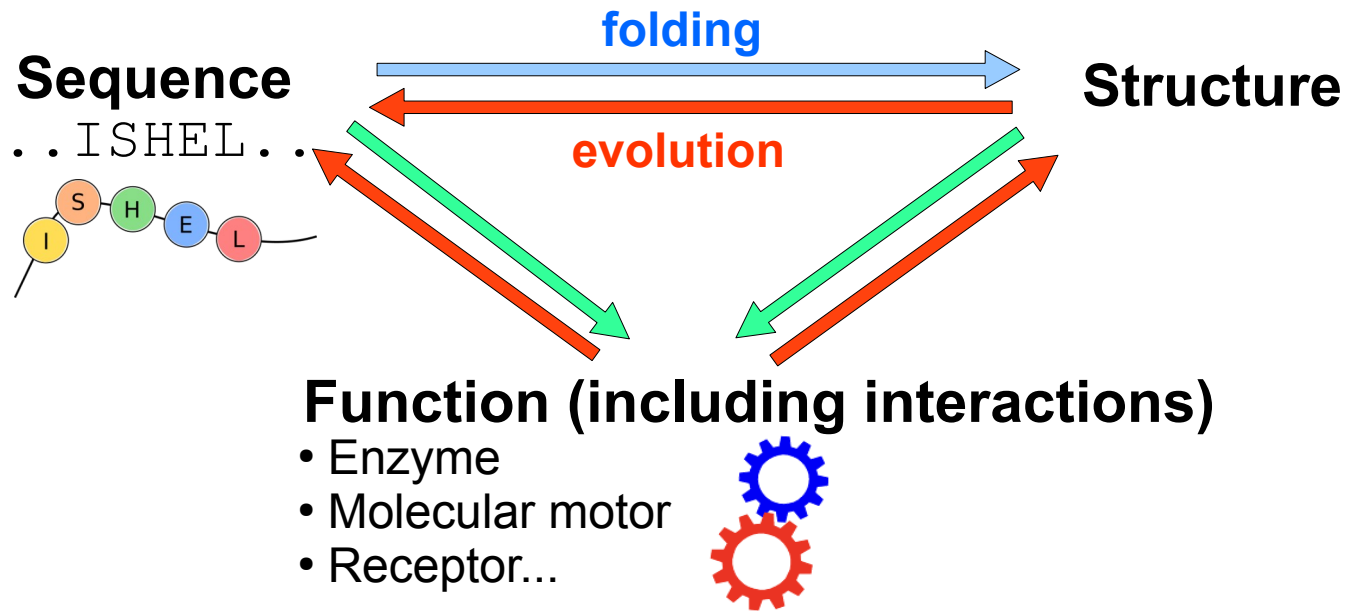 folding
Sequence
Structure
..ISHEL..
evolution
I S H E L
Function (including interactions)
• Enzyme
• Molecular motor
• Receptor...